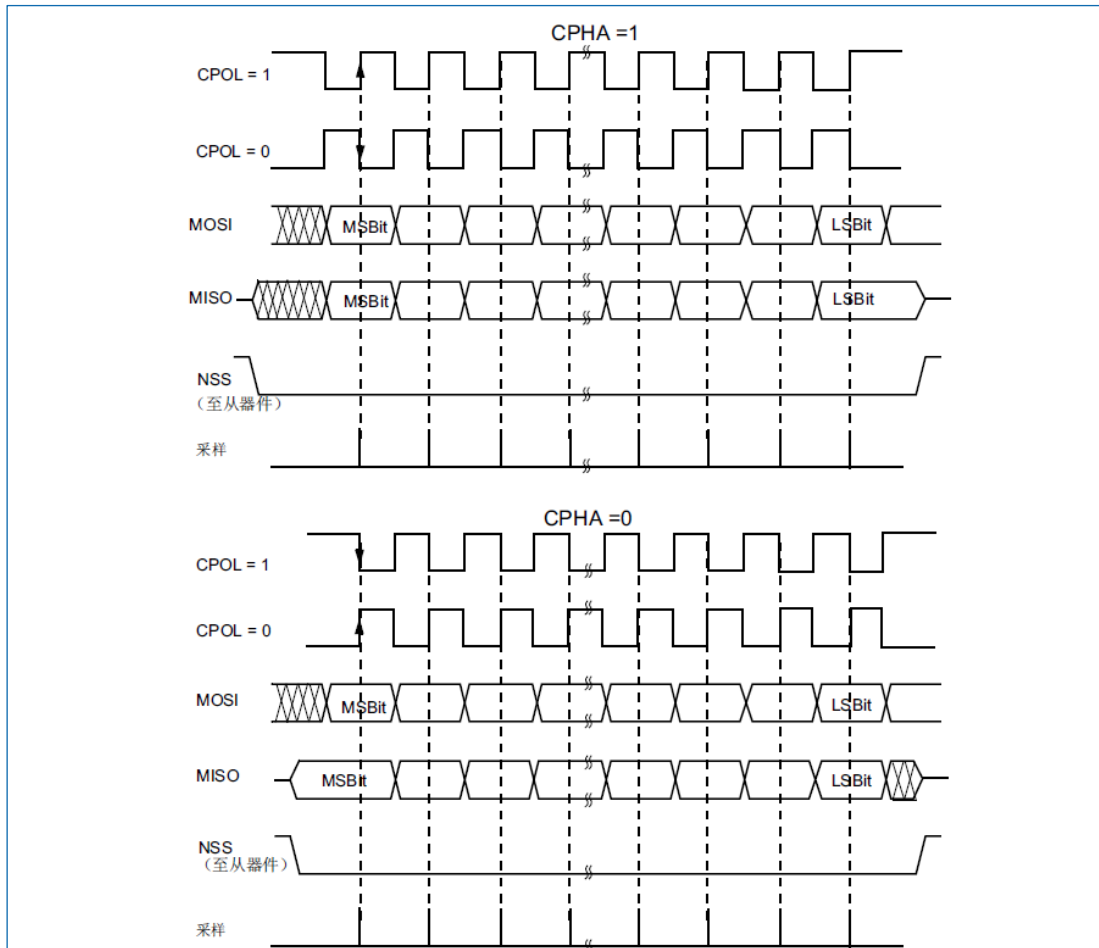 CPHA =1
CPOL = 1
CPOL = 0
MOSI MSBit LSBit
MISO MSBit LSBit
NSS
（至从器件）
采样
CPHA =0
CPOL = 1
CPOL = 0
MOSI MSBit LSBit
MISO MSBit LSBit
NSS
（至从器件）
采样